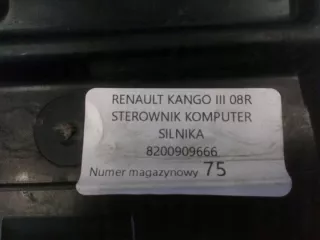 RENAULT KANGO III 08R
STEROWNIK KOMPUTER
SILNIKA
8200909666
Numer magazynowy 75